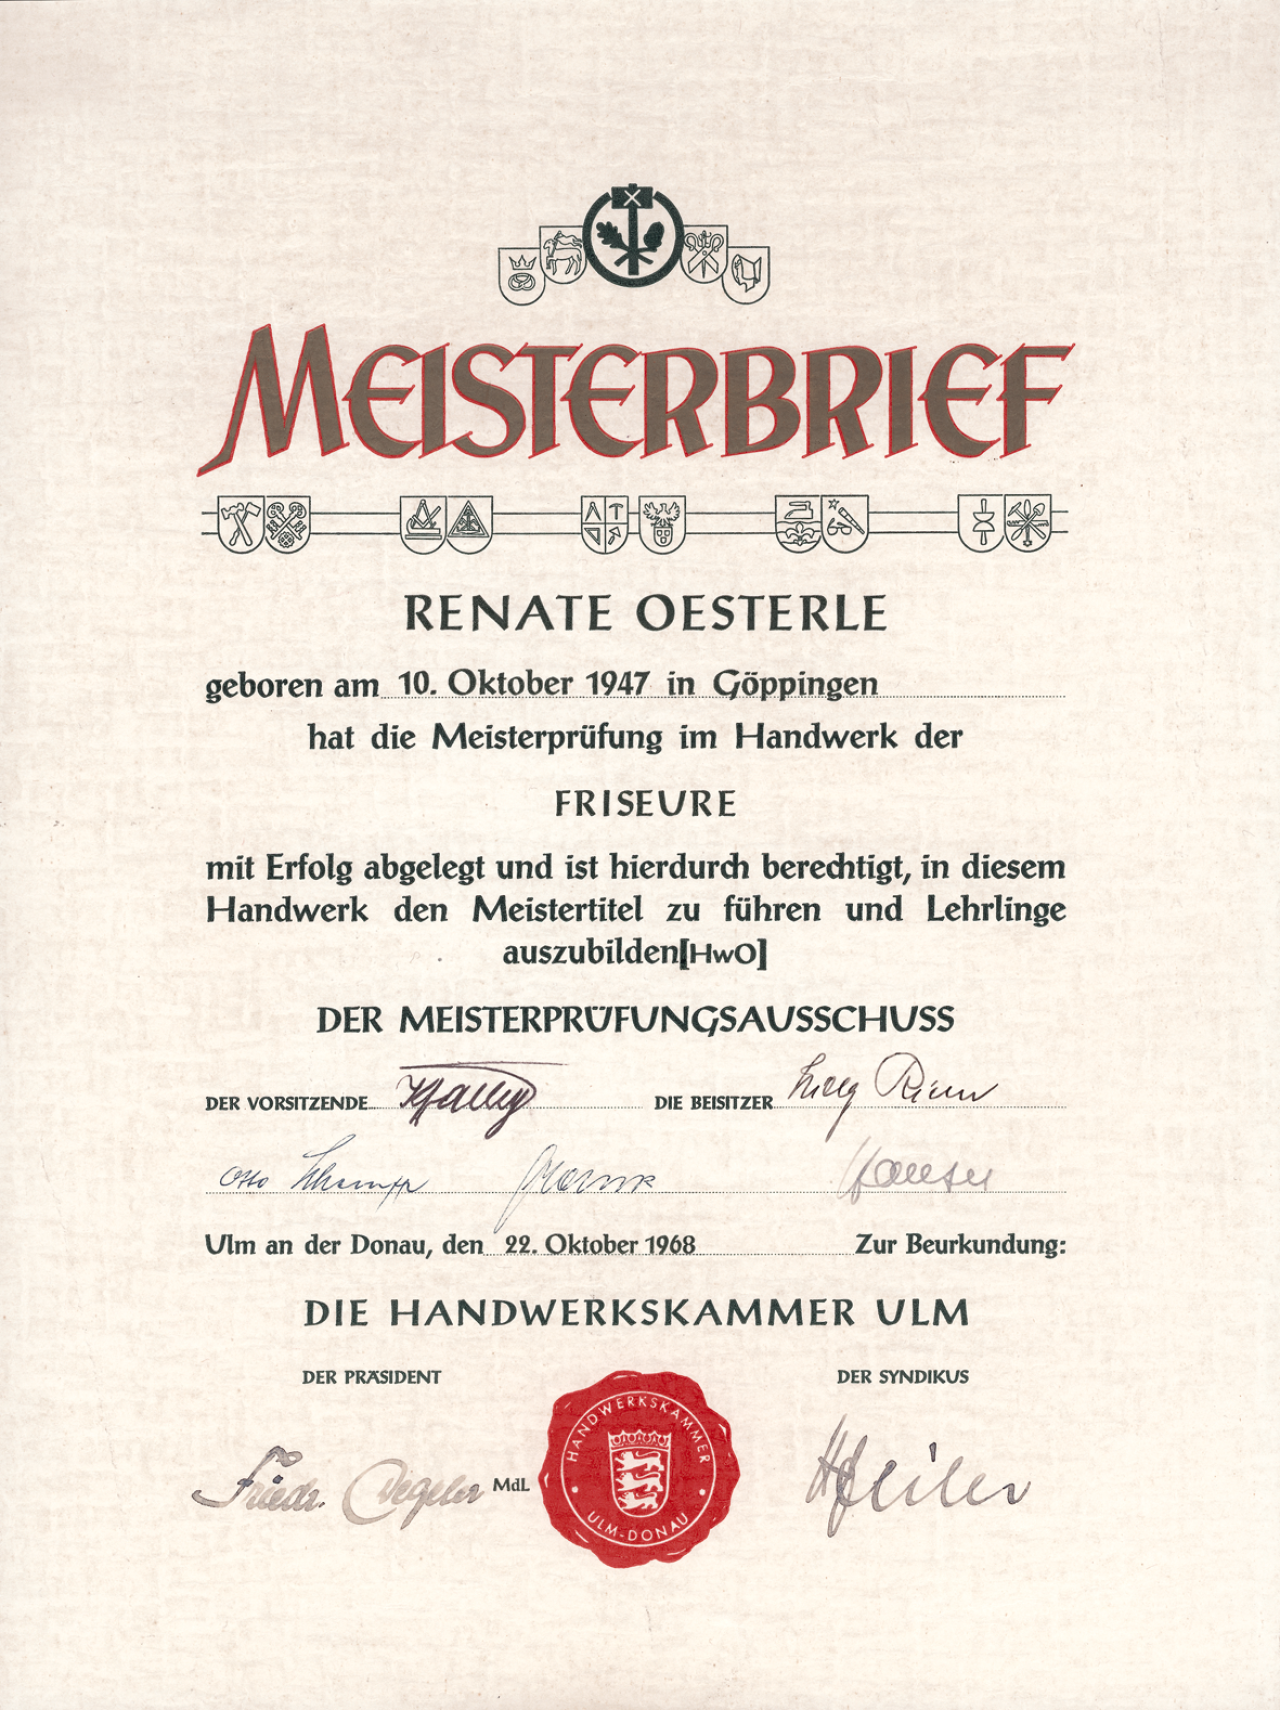 MEISTERBRIEF
RENATE OESTERLE
geboren am 10. Oktober 1947 in Göppingen
hat die Meisterprüfung im Handwerk der
FRISEURE
mit Erfolg abgelegt und ist hierdurch berechtigt, in diesem
Handwerk den Meistertitel zu führen und Lehrlinge
auszubilden[HwO]
DER MEISTERPRÜFUNGSAUSSCHUSS
DER VORSITZENDE DIE BEISITZER
Otto
Ulm an der Donau, den 22. Oktober 1968 Zur Beurkundung:
DIE HANDWERKSKAMMER ULM
DER PRÄSIDENT DER SYNDIKUS
Friedr. MdL
HANDWERKSKAMMER
ULM-DONAU